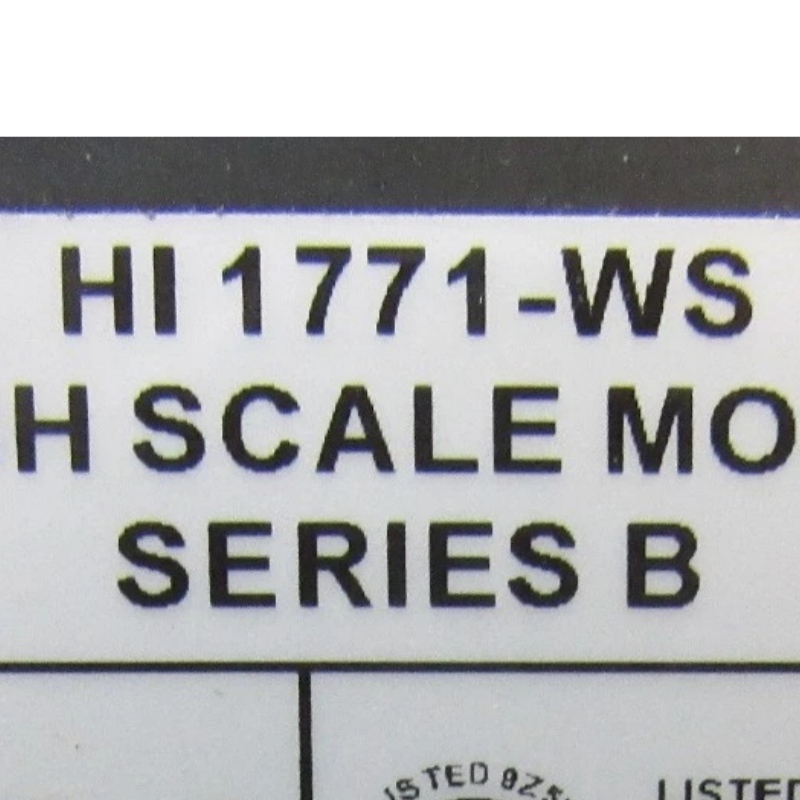 HI 1771-WS
H SCALE MO
SERIES B
LISTED